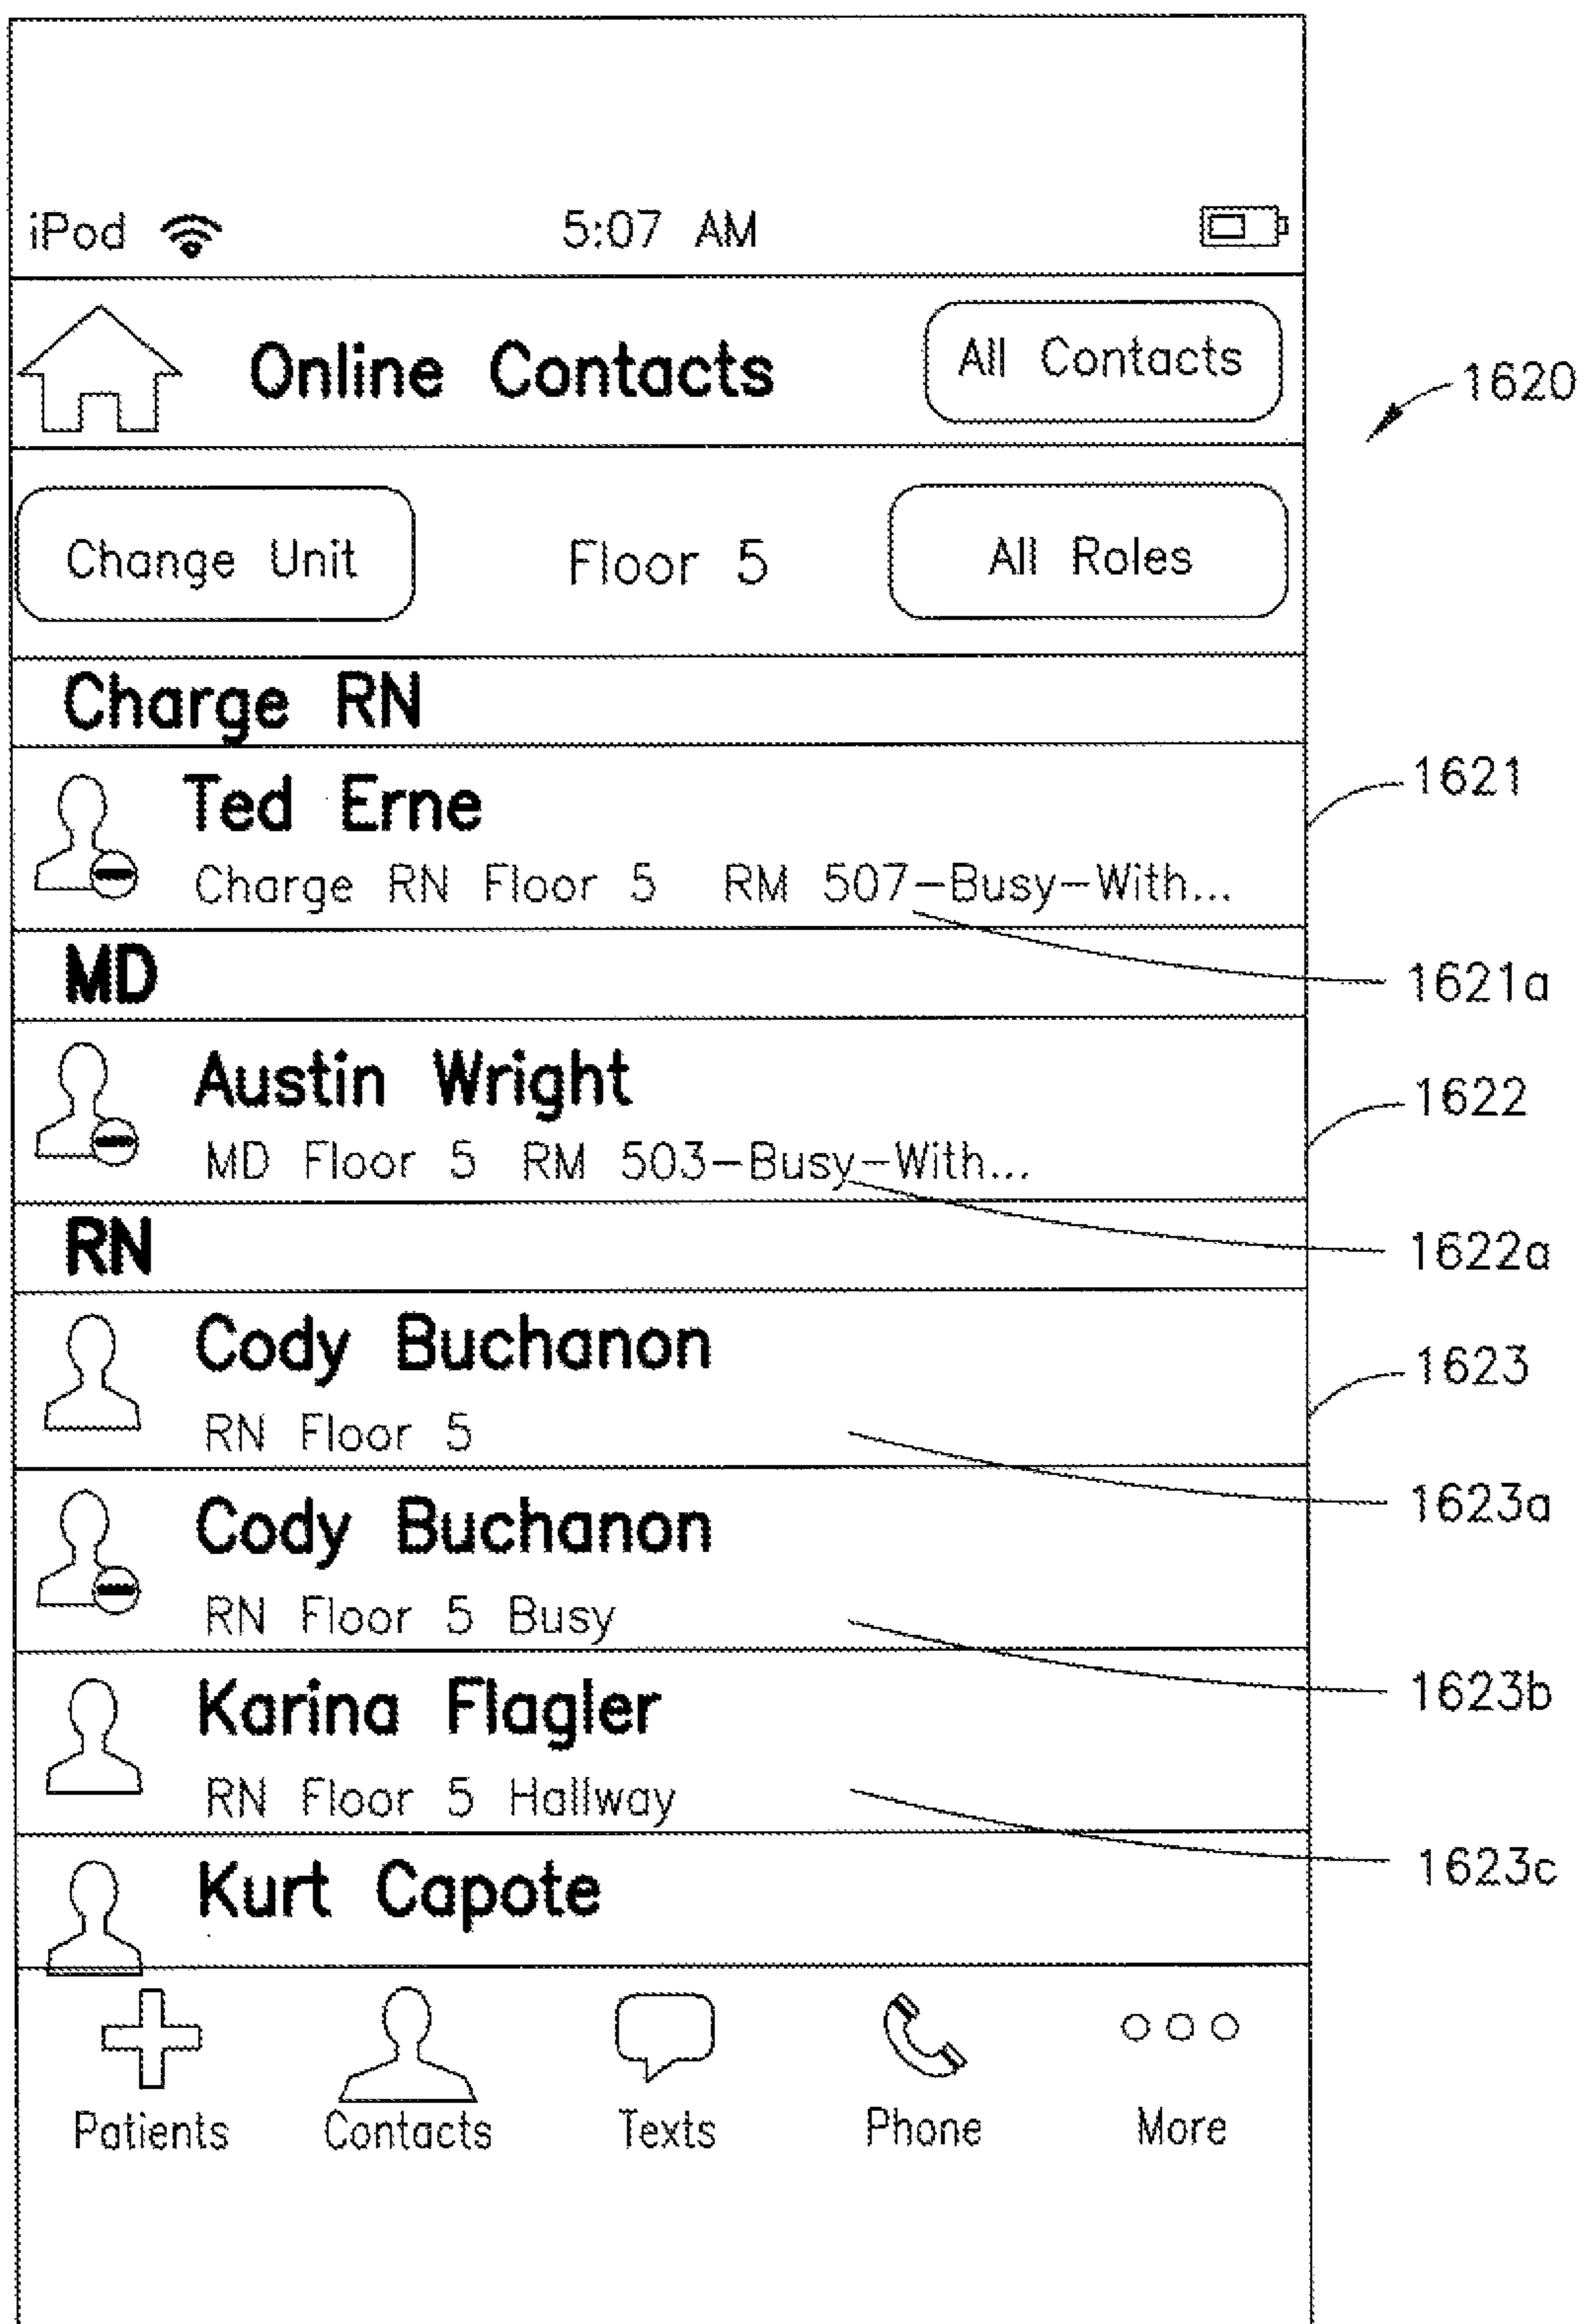 iPod 5:07 AM
Online Contacts All Contacts
1620
Change Unit Floor 5 All Roles
Charge RN
Ted Erne
1621
Charge RN Floor 5 RM 507-Busy-With...
MD
1621a
Austin Wright
1622
MD Floor 5 RM 503-Busy-With...
RN
1622a
Cody Buchanon
1623
RN Floor 5
1623a
Cody Buchanon
RN Floor 5 Busy
1623b
Karina Flagler
RN Floor 5 Hallway
1623c
Kurt Capote
Patients Contacts Texts Phone More